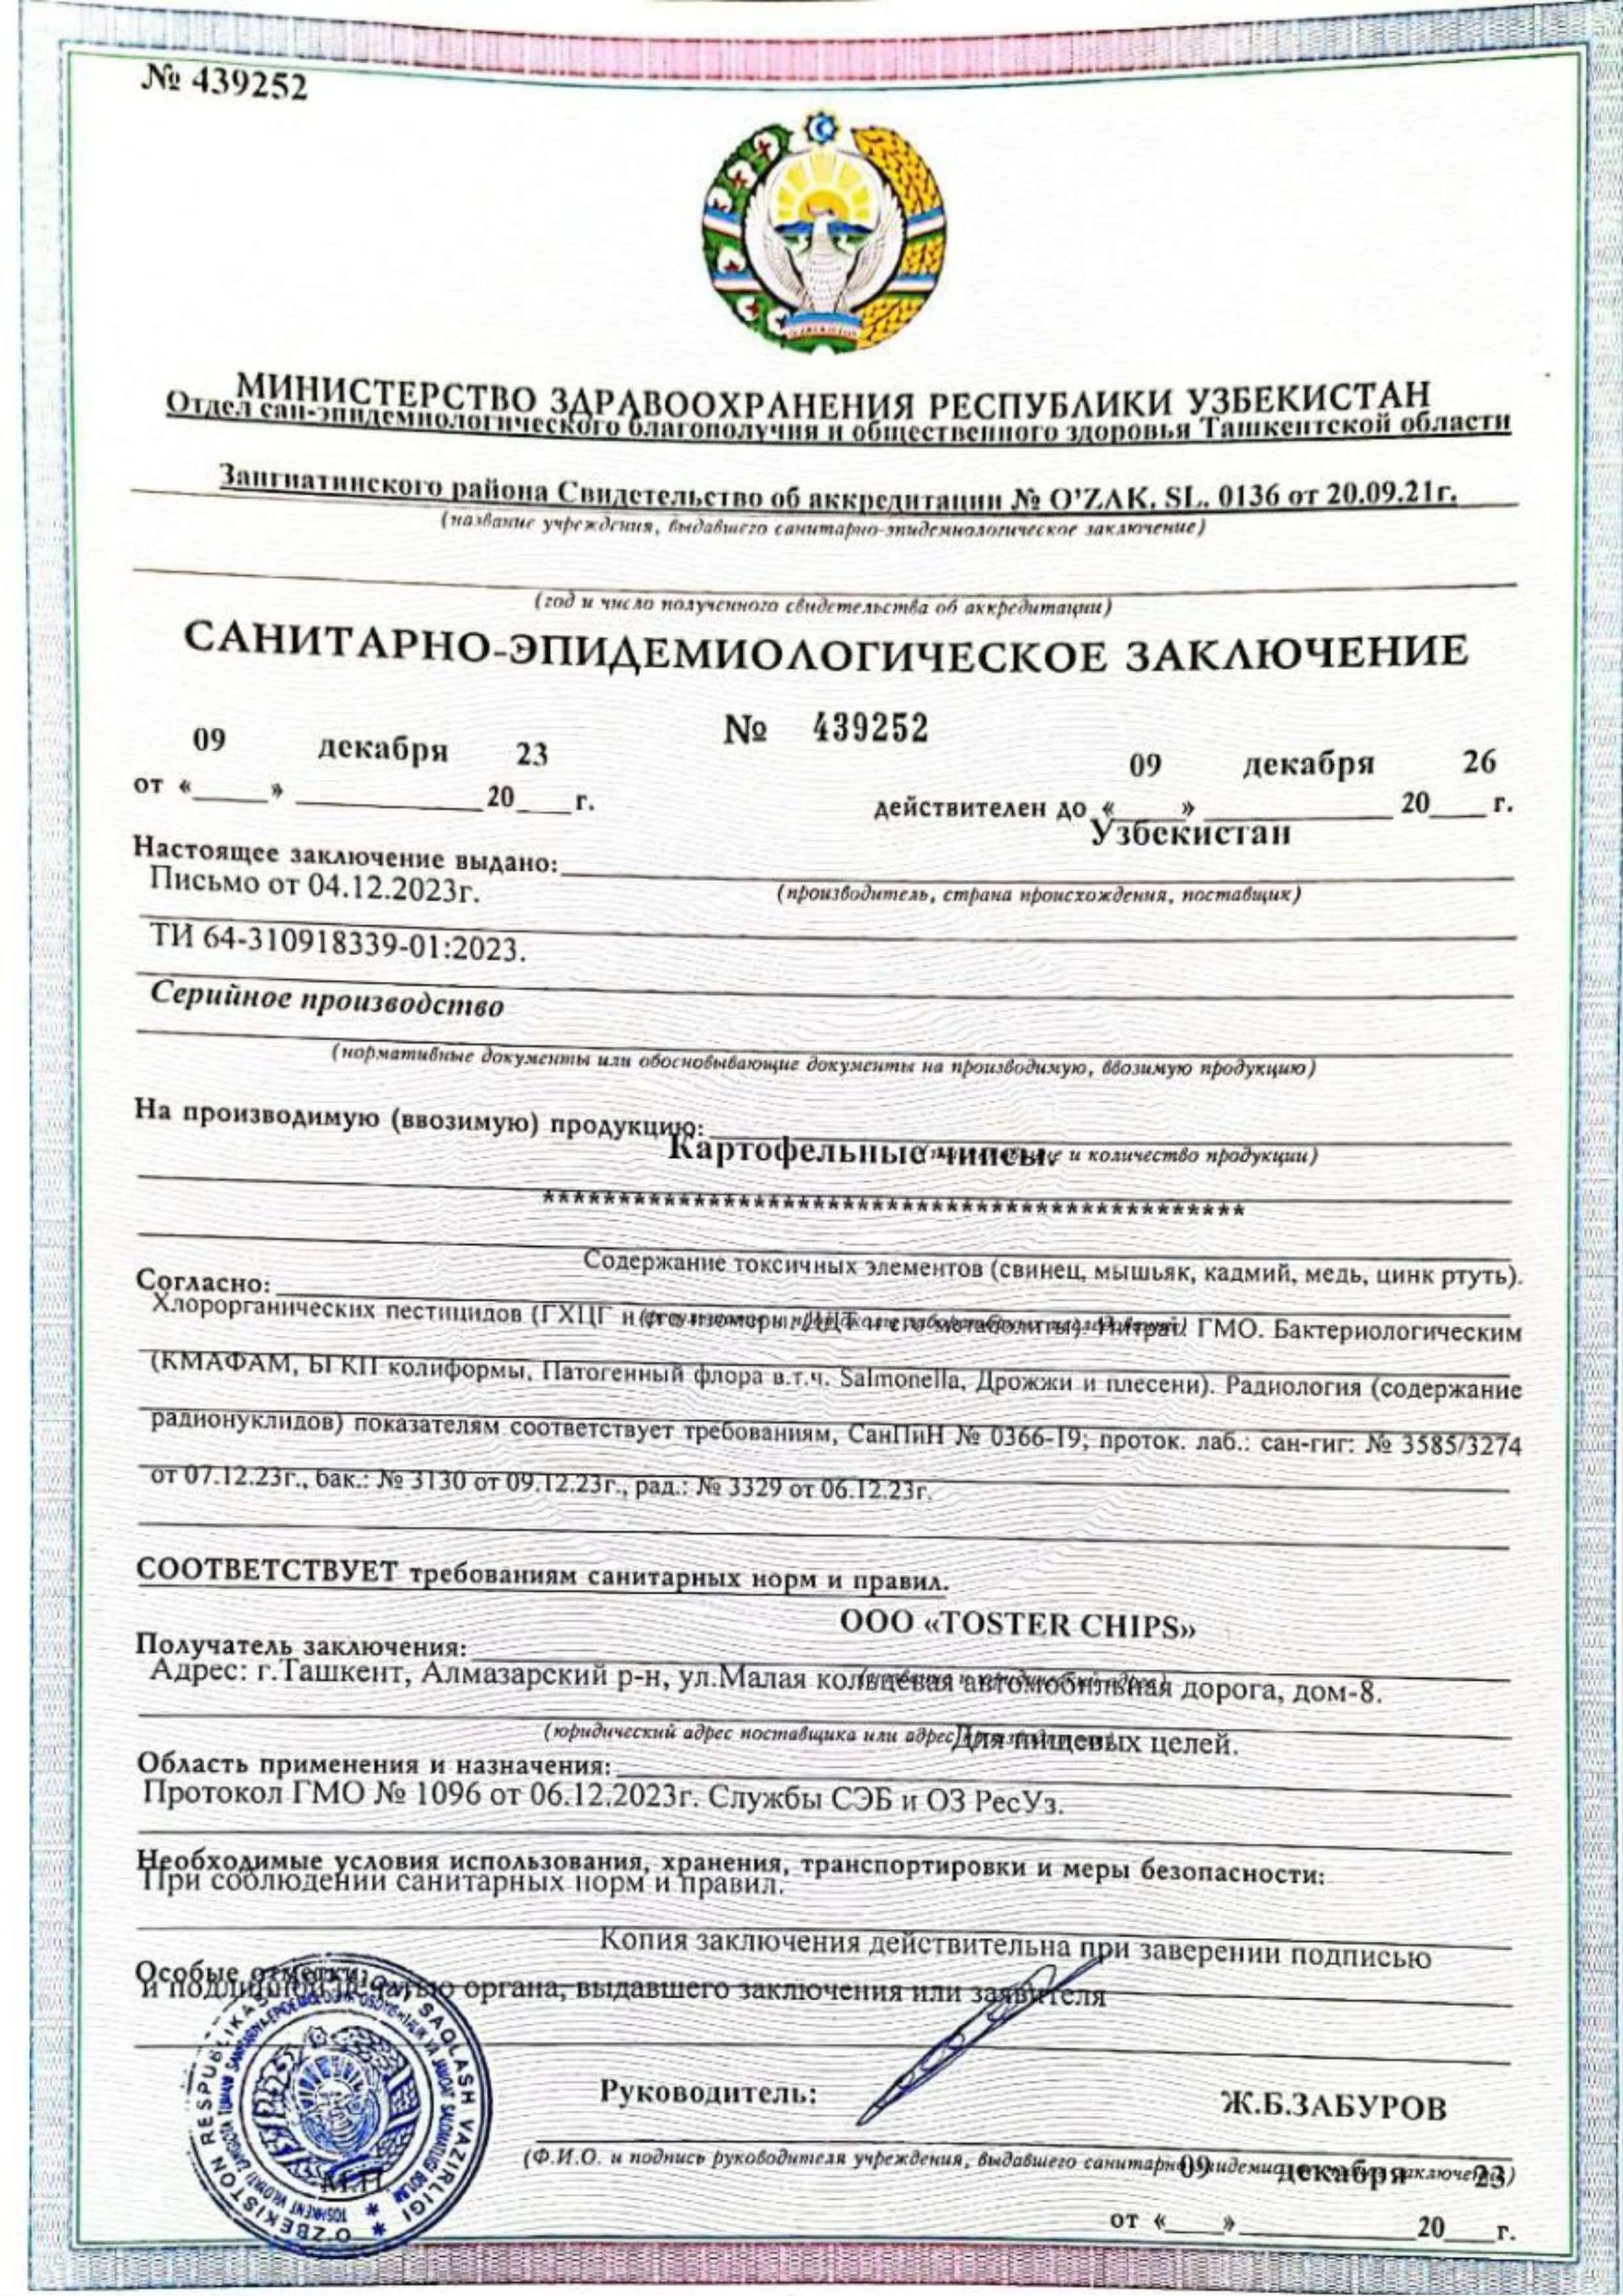 № 439252
МИНИСТЕРСТВО ЗДРАВООХРАНЕНИЯ РЕСПУБЛИКИ УЗБЕКИСТАН
Отдел сан-эпидемиологического благополучия и общественного здоровья Ташкентской области
Зангиатинского района Свидетельство об аккредитации № O’ZAK. SL. 0136 от 20.09.21г.
(название учреждения, выдавшего санитарно-эпидемиологическое заключение)
(год и число полученного свидетельства об аккредитации)
САНИТАРНО-ЭПИДЕМИОЛОГИЧЕСКОЕ ЗАКЛЮЧЕНИЕ
№ 439252
09 декабря 23
от «____» ________ 20___г.
09 декабря 26
действителен до «____» ________ 20___ г.
Узбекистан
Настоящее заключение выдано:
(производитель, страна происхождения, поставщик)
Письмо от 04.12.2023г.
ТИ 64-310918339-01:2023.
Серийное производство
(нормативные документы или обосновывающие документы на производимую, ввозимую продукцию)
На производимую (ввозимую) продукцию:
Картофельные чипсы.
и количество продукции)
***********************************************
Содержание токсичных элементов (свинец, мышьяк, кадмий, медь, цинк ртуть).
Согласно:
Хлорорганических пестицидов (ГХЦГ и его изомеры. ДДТ и его метаболиты). Нитрат. ГМО. Бактериологическим
(КМАФАМ, БГКП колиформы, Патогенный флора в.т.ч. Salmonella, Дрожжи и плесени). Радиология (содержание
радионуклидов) показателям соответствует требованиям, СанПиН № 0366-19; проток. лаб.: сан-гиг: № 3585/3274
от 07.12.23г., бак.: № 3130 от 09.12.23г., рад.: № 3329 от 06.12.23г.
СООТВЕТСТВУЕТ требованиям санитарных норм и правил.
ООО «TOSTER CHIPS»
Получатель заключения:
Адрес: г.Ташкент, Алмазарский р-н, ул.Малая кольцевая автомобильная дорога, дом-8.
(юридический адрес поставщика или адрес
Для пищевых целей.
Область применения и назначения:
Протокол ГМО № 1096 от 06.12.2023г. Службы СЭБ и ОЗ РесУз.
Необходимые условия использования, хранения, транспортировки и меры безопасности:
При соблюдении санитарных норм и правил.
Копия заключения действительна при заверении подписью
Особые отметки:
и подлинной печатью органа, выдавшего заключения или заявителя
Руководитель:
Ж.Б.ЗАБУРОВ
(Ф.И.О. и подпись руководителя учреждения, выдавшего санитарно-эпидемиологическое заключение)
09 декабря 23
М.П.
от «____» ________ 20___г.
O'ZBEKISTON RESPUBLIKASI SOG'LIQNI SAQLASH VAZIRLIGI